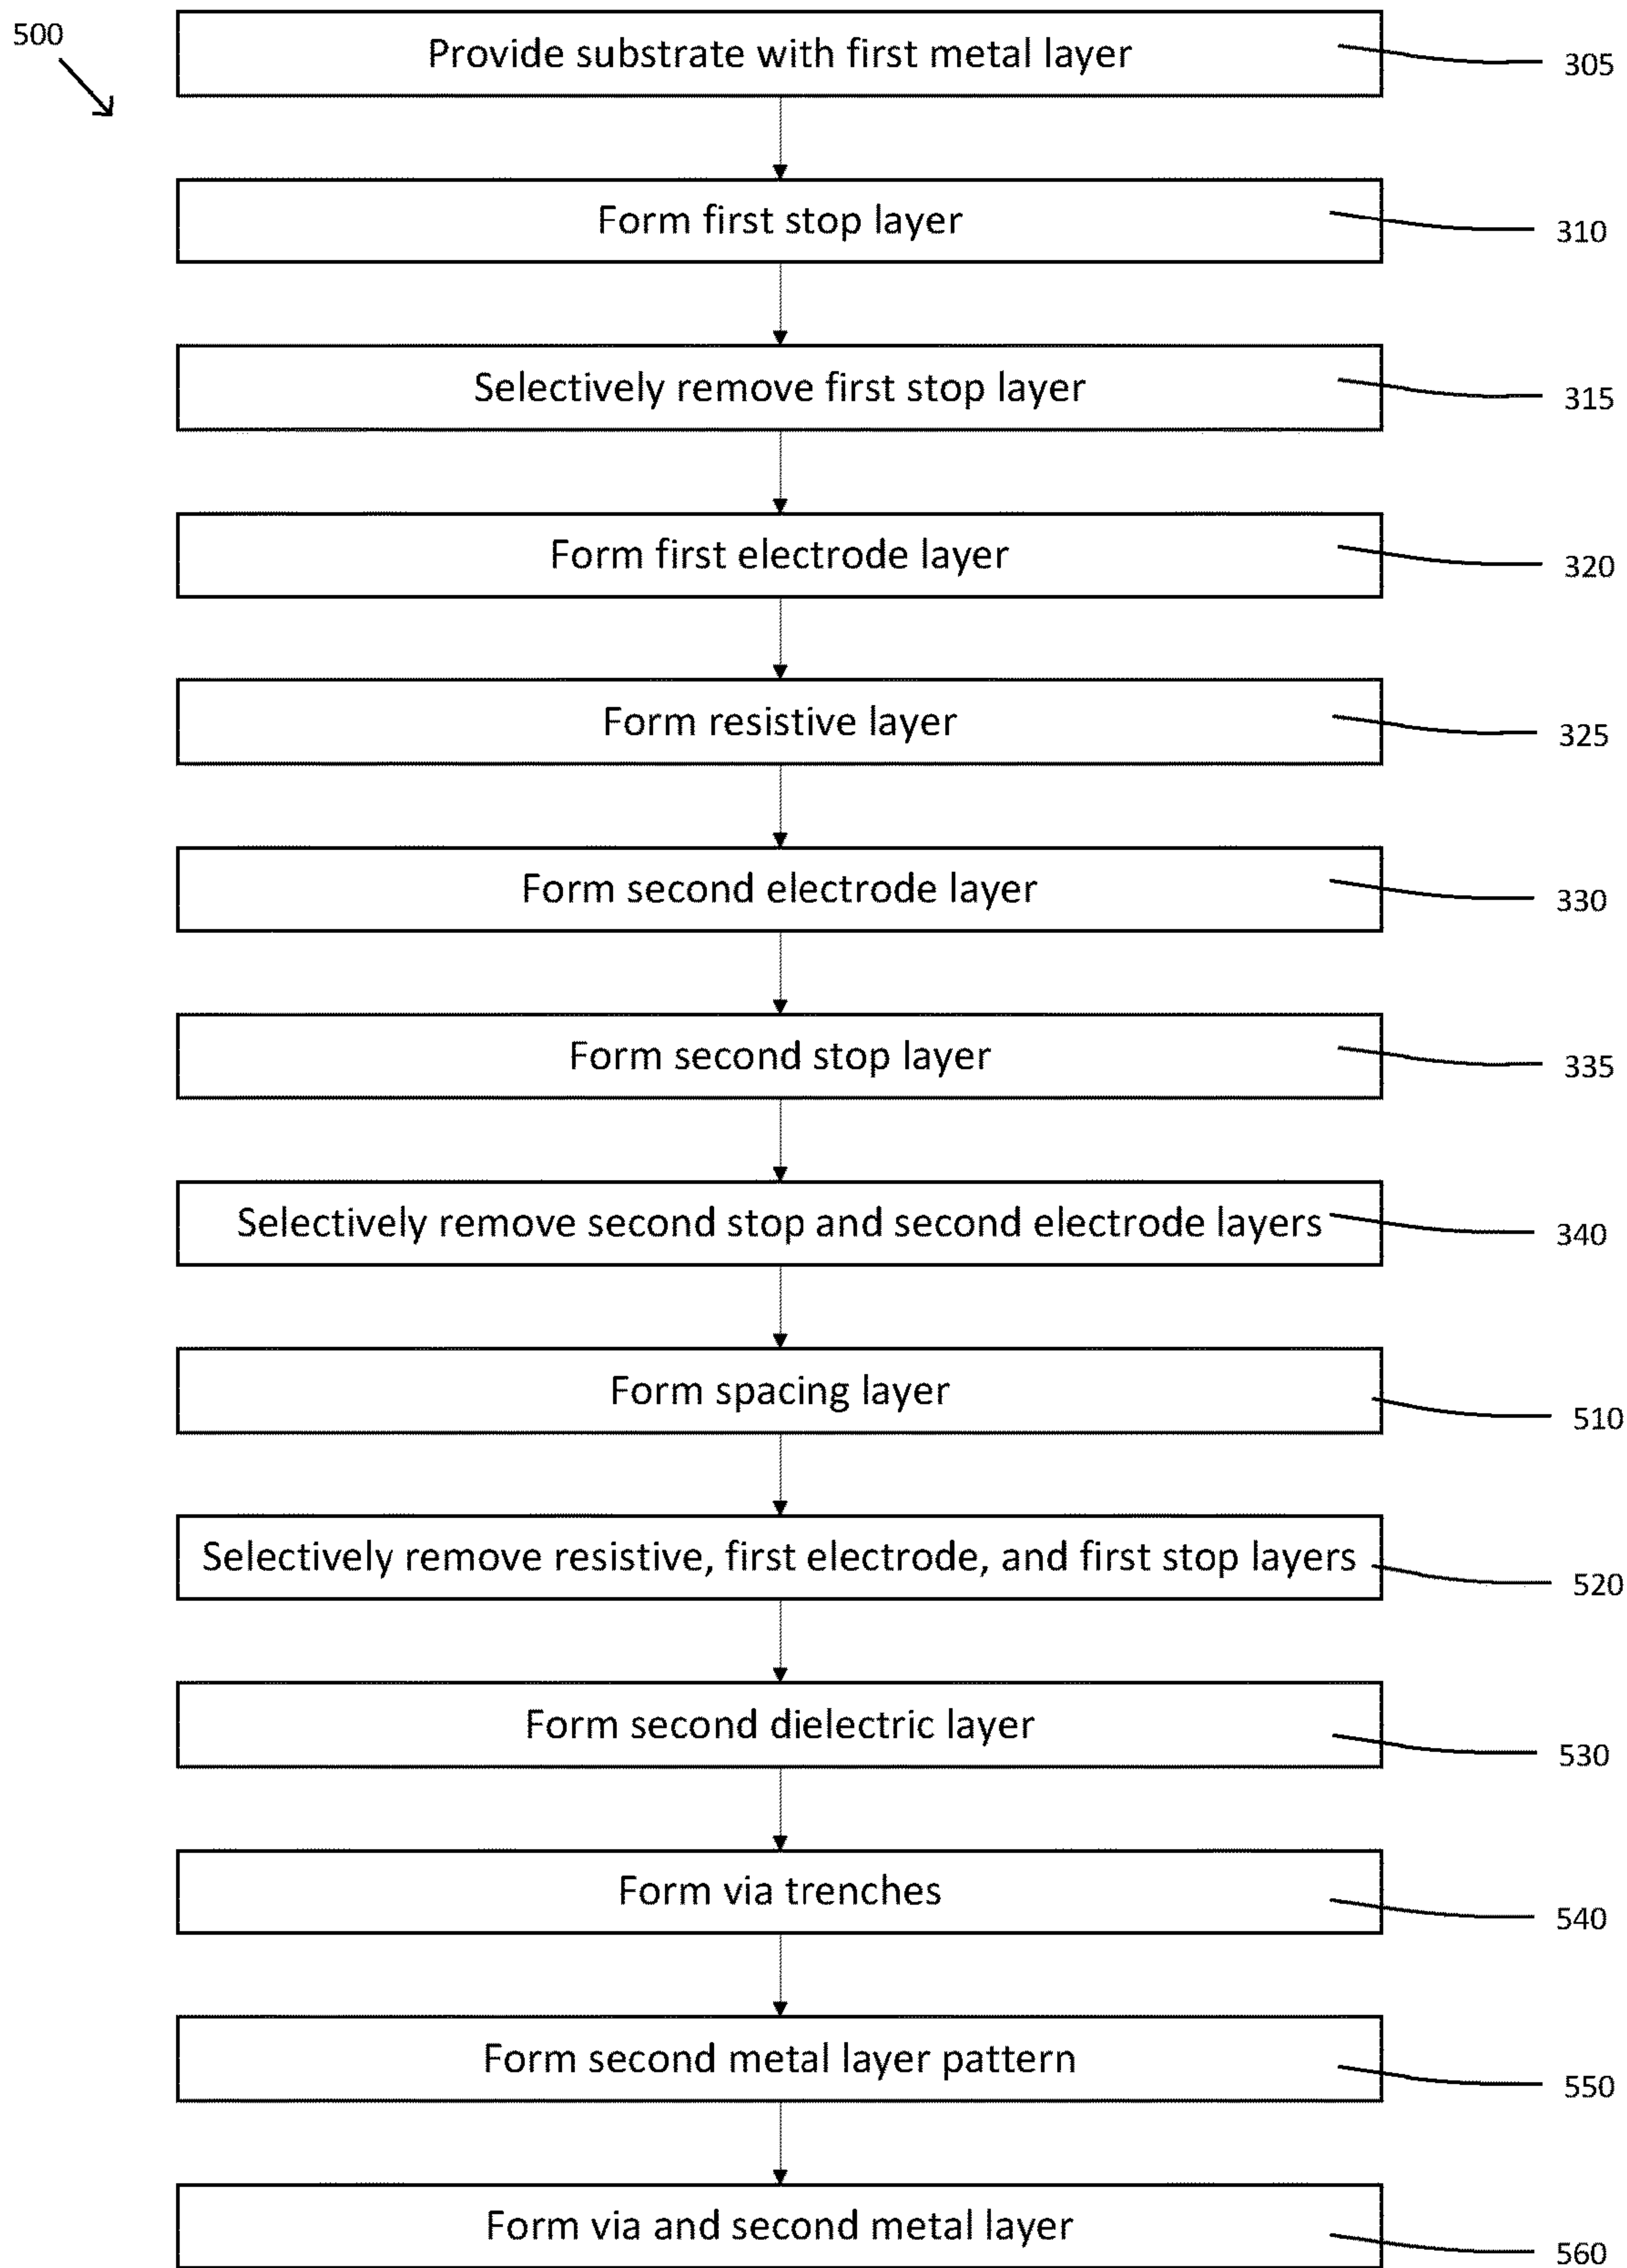 500
Provide substrate with first metal layer
305
Form first stop layer
310
Selectively remove first stop layer
315
Form first electrode layer
320
Form resistive layer
325
Form second electrode layer
330
Form second stop layer
335
Selectively remove second stop and second electrode layers
340
Form spacing layer
510
Selectively remove resistive, first electrode, and first stop layers
520
Form second dielectric layer
530
Form via trenches
540
Form second metal layer pattern
550
Form via and second metal layer
560